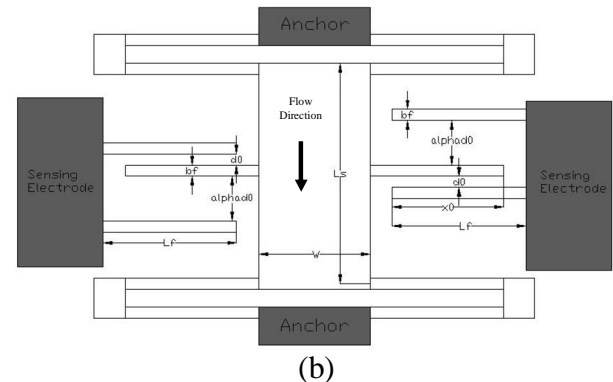 Anchor
Flow
Direction
bf
alphad0
d0
bf
alphad0
Ls
Sensing
Electrode
Sensing
Electrode
d0
x0
Lf
Lf
W
Anchor
(b)